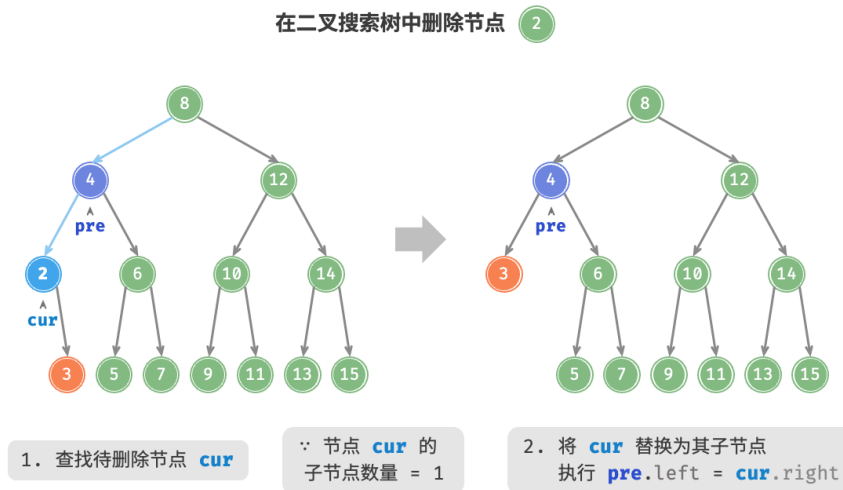 在二叉搜索树中删除节点 2
8 8
4 12 4 12
pre pre
2 6 10 14 3 6 10 14
cur
3 5 7 9 11 13 15 5 7 9 11 13 15
1. 查找待删除节点 cur
∵ 节点 cur 的
子节点数量 = 1
2. 将 cur 替换为其子节点
执行 pre.left = cur.right